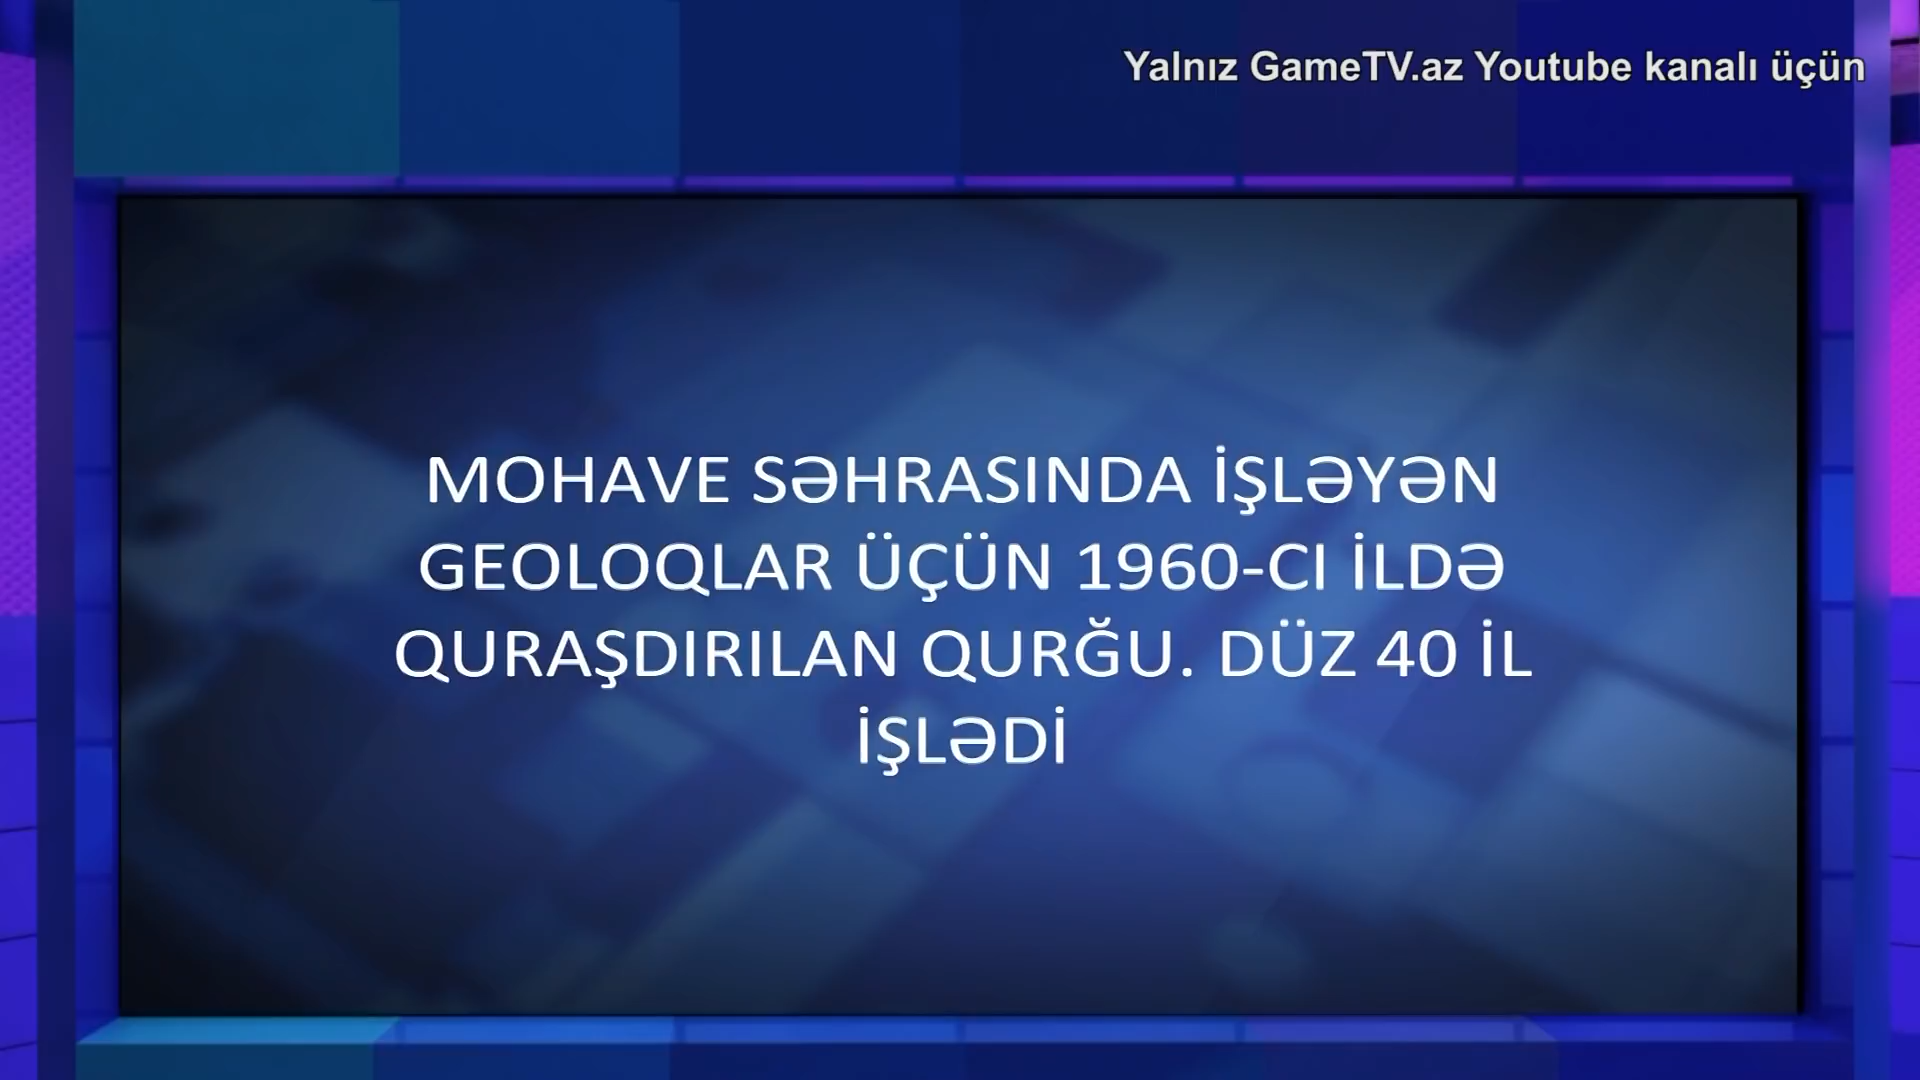 Yalnız GameTV.az Youtube kanalı üçün
MOHAVE SƏHRASINDA İŞLƏYƏN
GEOLOQLAR ÜÇÜN 1960-CI İLDƏ
QURAŞDIRILAN QURĞU. DÜZ 40 İL
İŞLƏDİ